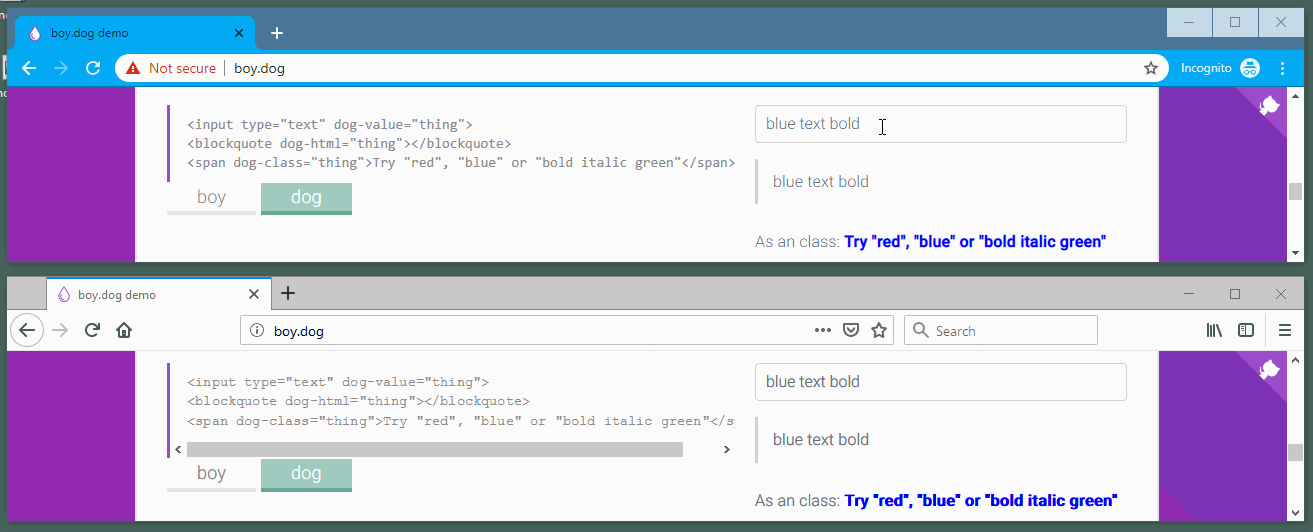 boy.dog demo
Not secure boy.dog Incognito
<input type="text" dog-value="thing">
<blockquote dog-html="thing"></blockquote>
<span dog-class="thing">Try "red", "blue" or "bold italic green"</span>
boy dog
blue text bold
blue text bold
As an class: Try "red", "blue" or "bold italic green"
boy.dog demo
boy.dog Search
<input type="text" dog-value="thing">
<blockquote dog-html="thing"></blockquote>
<span dog-class="thing">Try "red", "blue" or "bold italic green"</s
boy dog
blue text bold
blue text bold
As an class: Try "red", "blue" or "bold italic green"